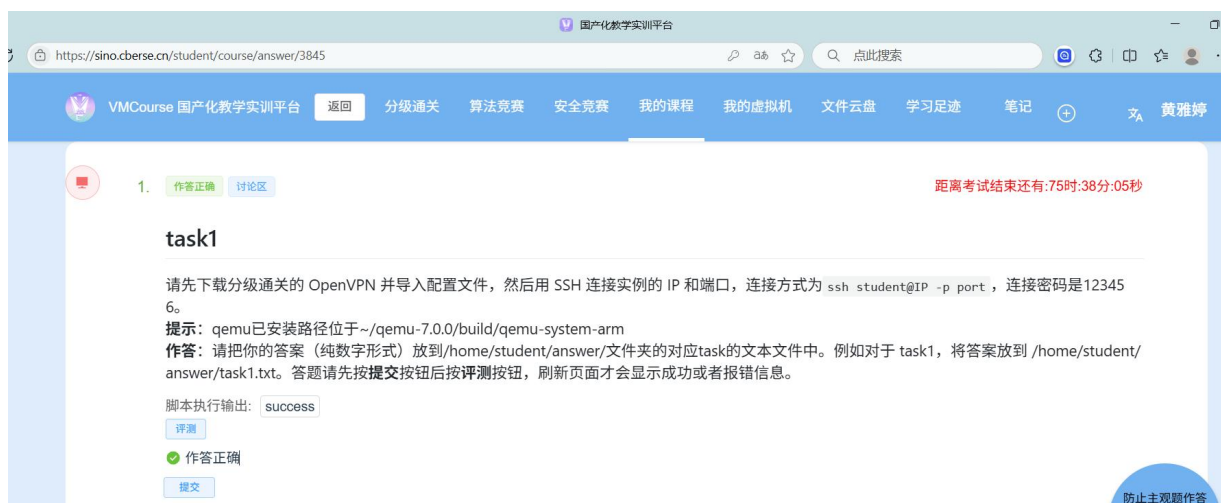 国产化教学实训平台
https://sino.cberse.cn/student/course/answer/3845
aあ
点此搜索
VMCourse 国产化教学实训平台 返回 分级通关 算法竞赛 安全竞赛 我的课程 我的虚拟机 文件云盘 学习足迹 笔记 黄雅婷
1. 作答正确 讨论区 距离考试结束还有:75时:38分:05秒
task1
请先下载分级通关的 OpenVPN 并导入配置文件，然后用 SSH 连接实例的 IP 和端口，连接方式为 ssh student@IP -p port ，连接密码是12345
6。
提示：qemu已安装路径位于~/qemu-7.0.0/build/qemu-system-arm
作答：请把你的答案（纯数字形式）放到/home/student/answer/文件夹的对应task的文本文件中。例如对于 task1，将答案放到 /home/student/
answer/task1.txt。答题请先按提交按钮后按评测按钮，刷新页面才会显示成功或者报错信息。
脚本执行输出: success
评测
作答正确
提交
防止主观题作答